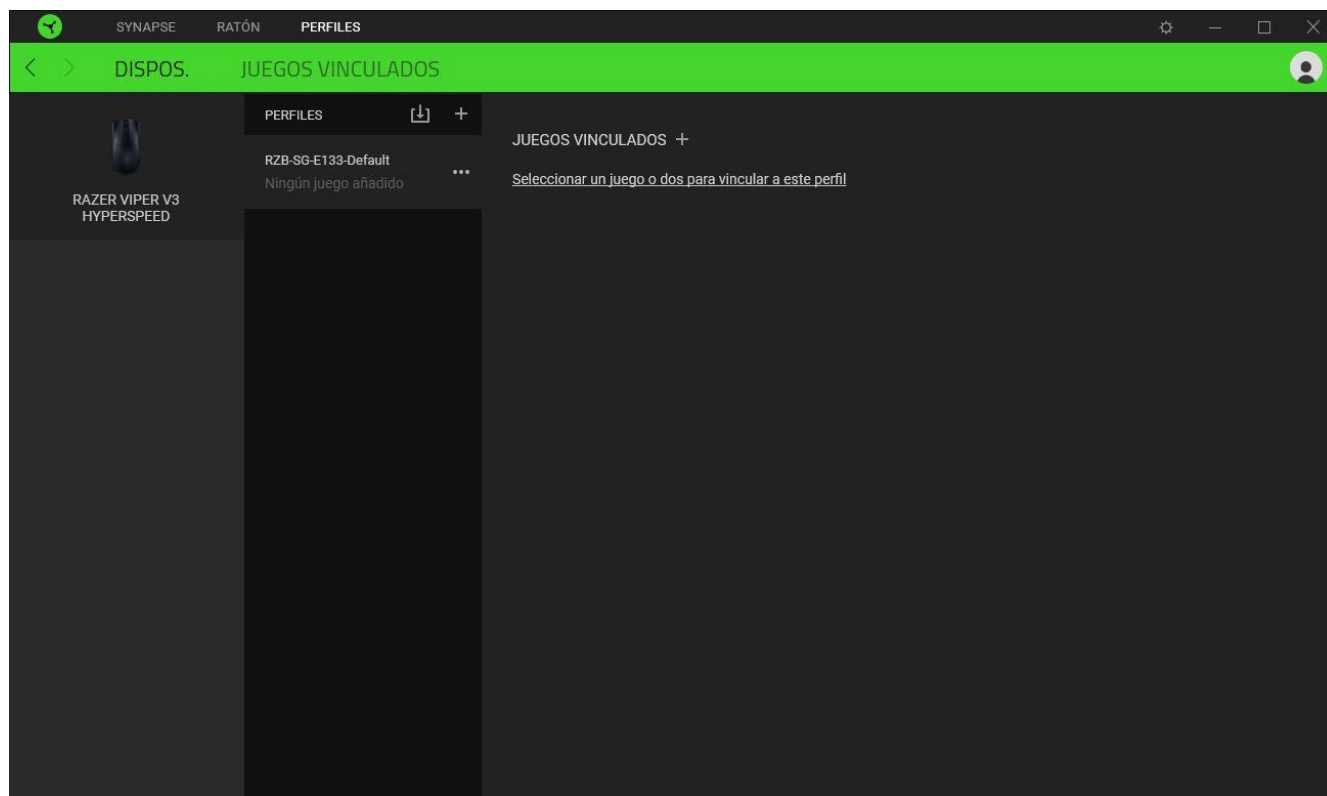 SYNAPSE RATÓN PERFILES
DISPOS. JUEGOS VINCULADOS
RAZER VIPER V3
HYPERSPEED
PERFILES
RZB-SG-E133-Default
Ningún juego añadido
JUEGOS VINCULADOS +
Seleccionar un juego o dos para vincular a este perfil